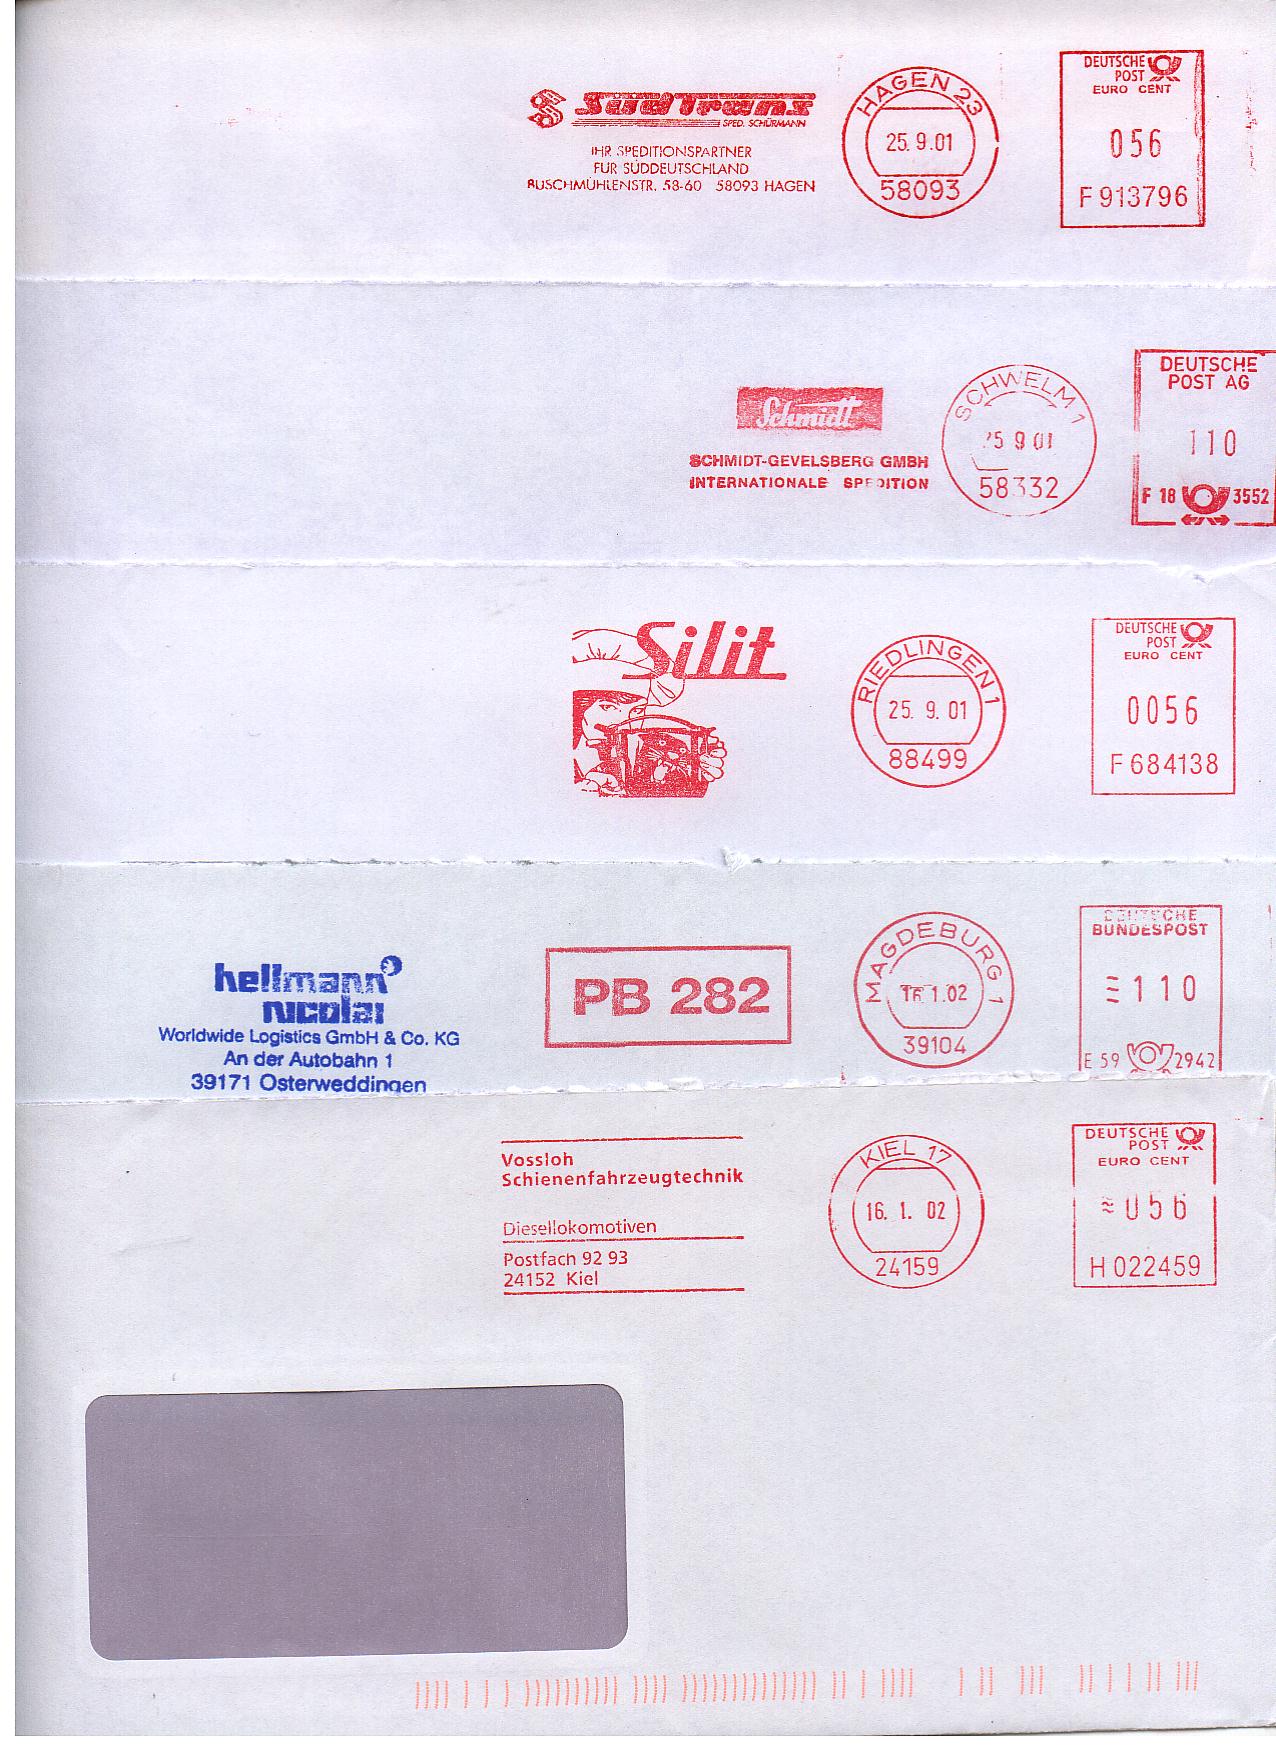 SüdTrans
SPED. SCHÜRMANN
IHR SPEDITIONSPARTNER
FÜR SÜDDEUTSCHLAND
BUSCHMÜHLENSTR. 58-60 58093 HAGEN
HAGEN 23
25. 9.01
58093
DEUTSCHE
POST
EURO CENT
056
F 913796
Schmidt
SCHMIDT-GEVELSBERG GMBH
INTERNATIONALE SPEDITION
SCHWELM 1
25 9 01
58332
DEUTSCHE
POST AG
110
F 18 3552
Silit
RIEDLINGEN 1
25. 9. 01
88499
DEUTSCHE
POST
EURO CENT
0056
F 684138
hellmann
nicolai
Worldwide Logistics GmbH & Co. KG
An der Autobahn 1
39171 Osterweddingen
PB 282
MAGDEBURG 1
16 1.02
39104
DEUTSCHE
BUNDESPOST
110
E 59 2942
Vossloh
Schienenfahrzeugtechnik
Diesellokomotiven
Postfach 92 93
24152 Kiel
KIEL 17
16. 1. 02
24159
DEUTSCHE
POST
EURO CENT
056
H 022459